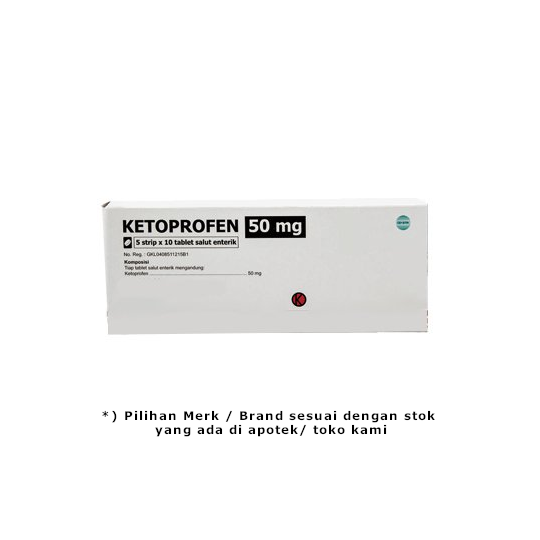 KETOPROFEN 50 mg
5 strip x 10 tablet salut enterik
No. Reg. : GKL0408511215B1
Komposisi
Tiap tablet salut enterik mengandung:
Ketoprofen ........................................ 50 mg
K
*) Pilihan Merk / Brand sesuai dengan stok
yang ada di apotek/ toko kami